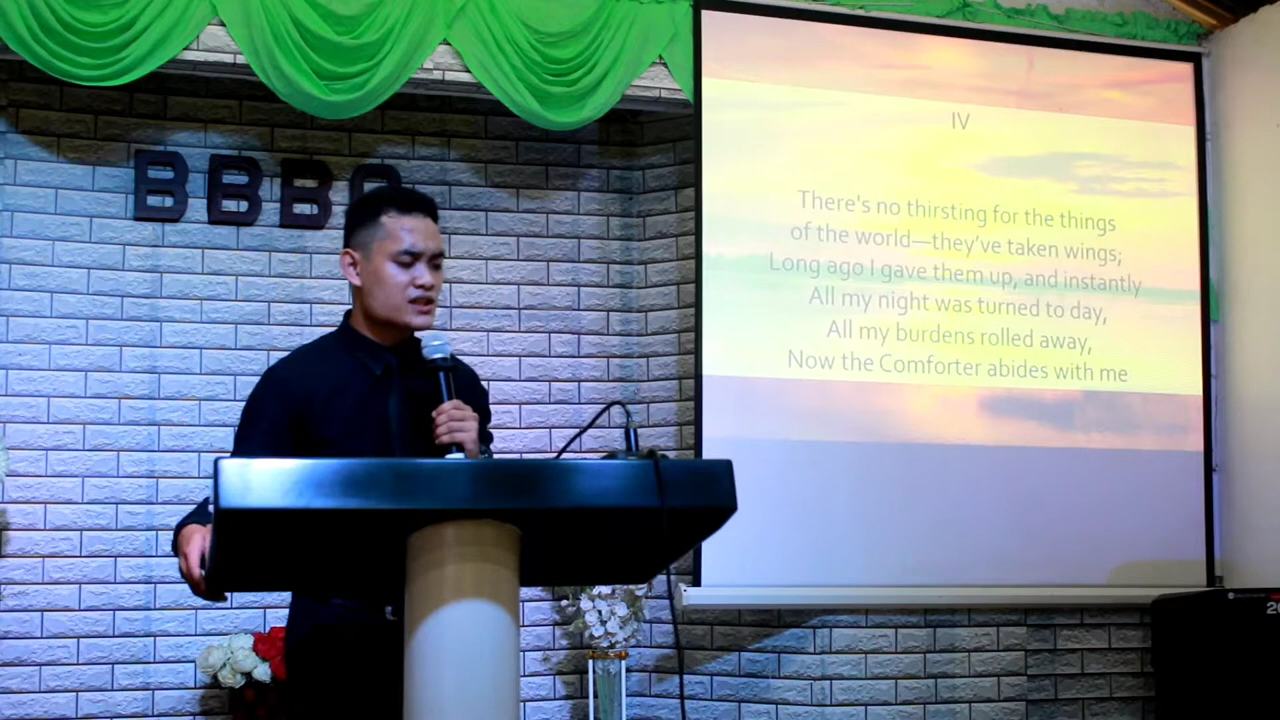 BBBC
IV
There's no thirsting for the things
of the world—they've taken wings;
Long ago I gave them up, and instantly
All my night was turned to day,
All my burdens rolled away,
Now the Comforter abides with me
20